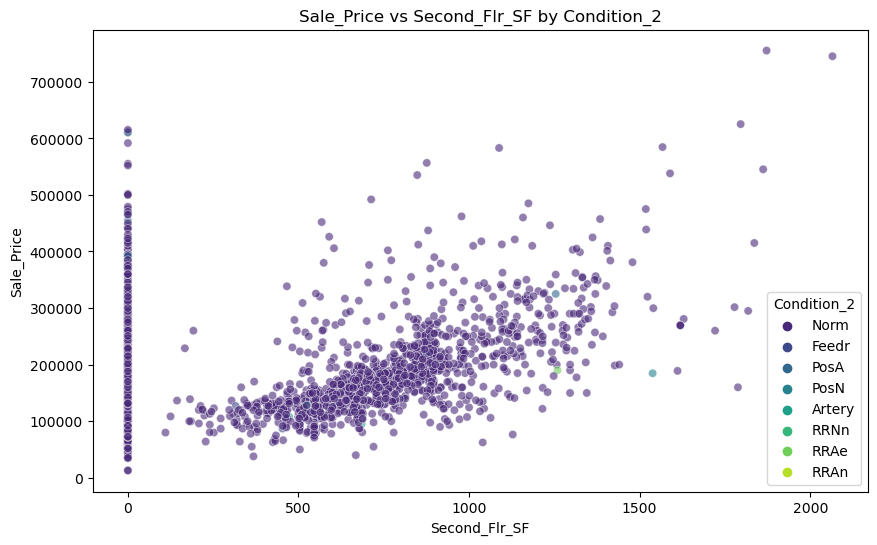 Sale_Price vs Second_Flr_SF by Condition_2
Sale_Price
700000
600000
500000
400000
300000
200000
100000
0
0
500
1000
1500
2000
Second_Flr_SF
Condition_2
Norm
Feedr
PosA
PosN
Artery
RRNn
RRAe
RRAn